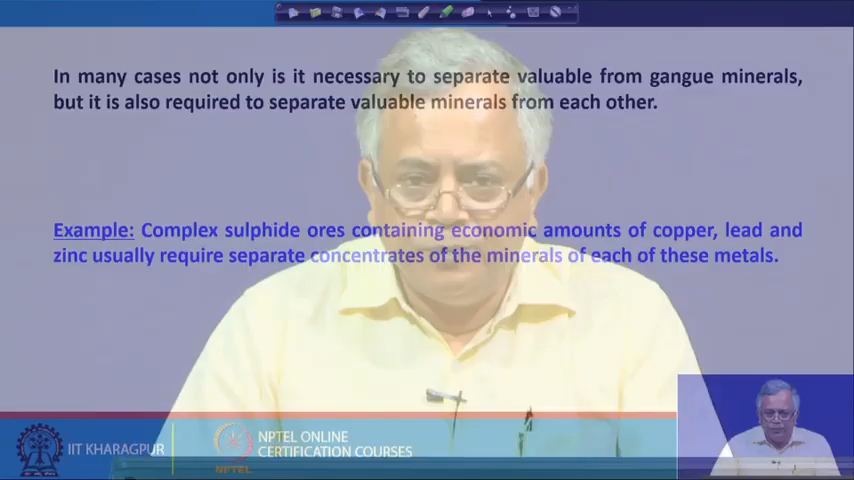 In many cases not only is it necessary to separate valuable from gangue minerals,
but it is also required to separate valuable minerals from each other.
Example: Complex sulphide ores containing economic amounts of copper, lead and
zinc usually require separate concentrates of the minerals of each of these metals.
IIT KHARAGPUR
NPTEL ONLINE
CERTIFICATION COURSES
NPTEL